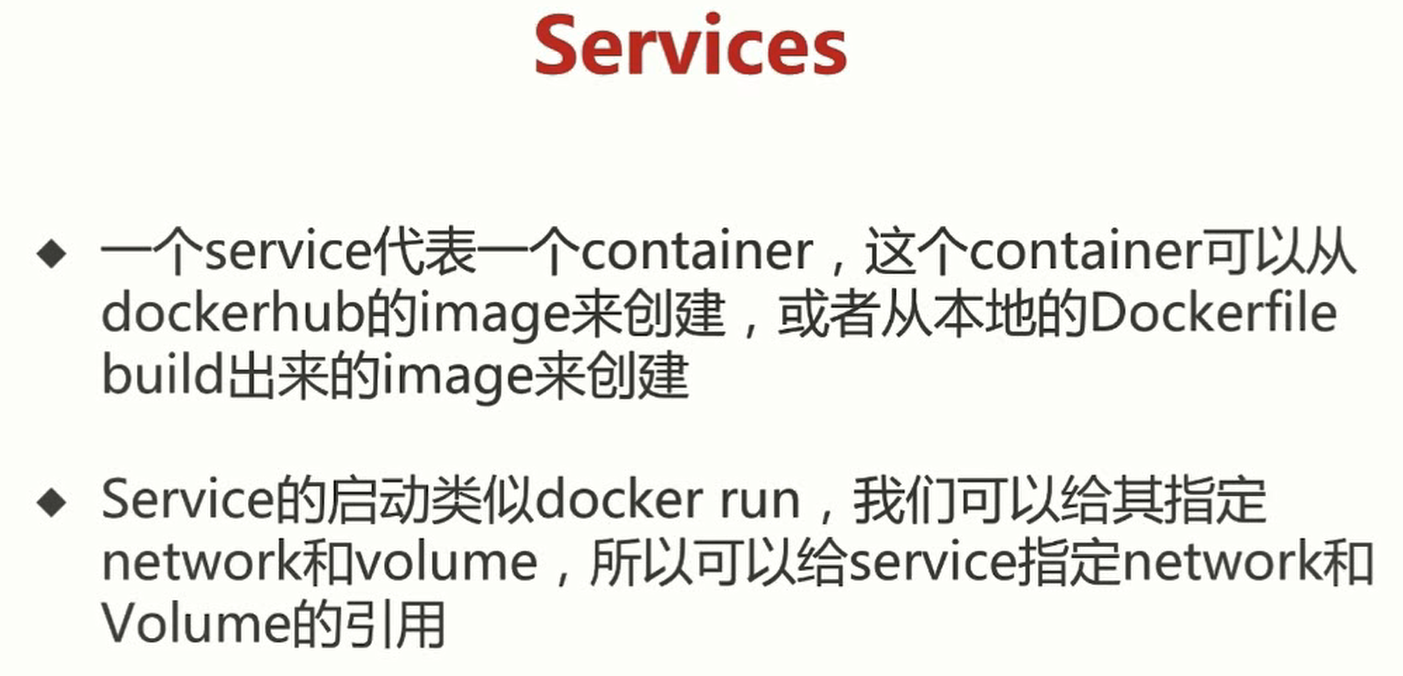 Services
◆ 一个service代表一个container，这个container可以从
dockerhub的image来创建，或者从本地的Dockerfile
build出来的image来创建
◆ Service的启动类似docker run，我们可以给其指定
network和volume，所以可以给service指定network和
Volume的引用